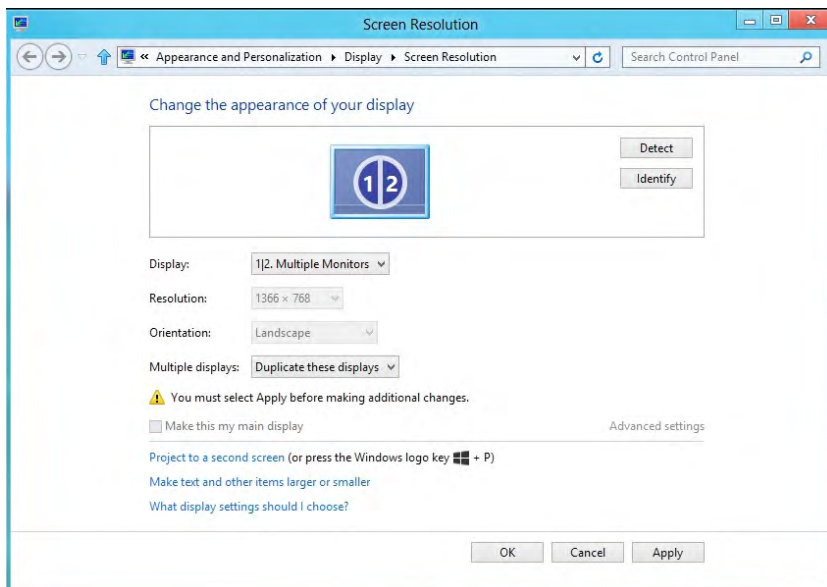 Screen Resolution
« Appearance and Personalization ▸ Display ▸ Screen Resolution
Search Control Panel
Change the appearance of your display
1|2
Detect
Identify
Display: 1|2. Multiple Monitors
Resolution: 1366 × 768
Orientation: Landscape
Multiple displays: Duplicate these displays
You must select Apply before making additional changes.
Make this my main display Advanced settings
Project to a second screen (or press the Windows logo key + P)
Make text and other items larger or smaller
What display settings should I choose?
OK Cancel Apply